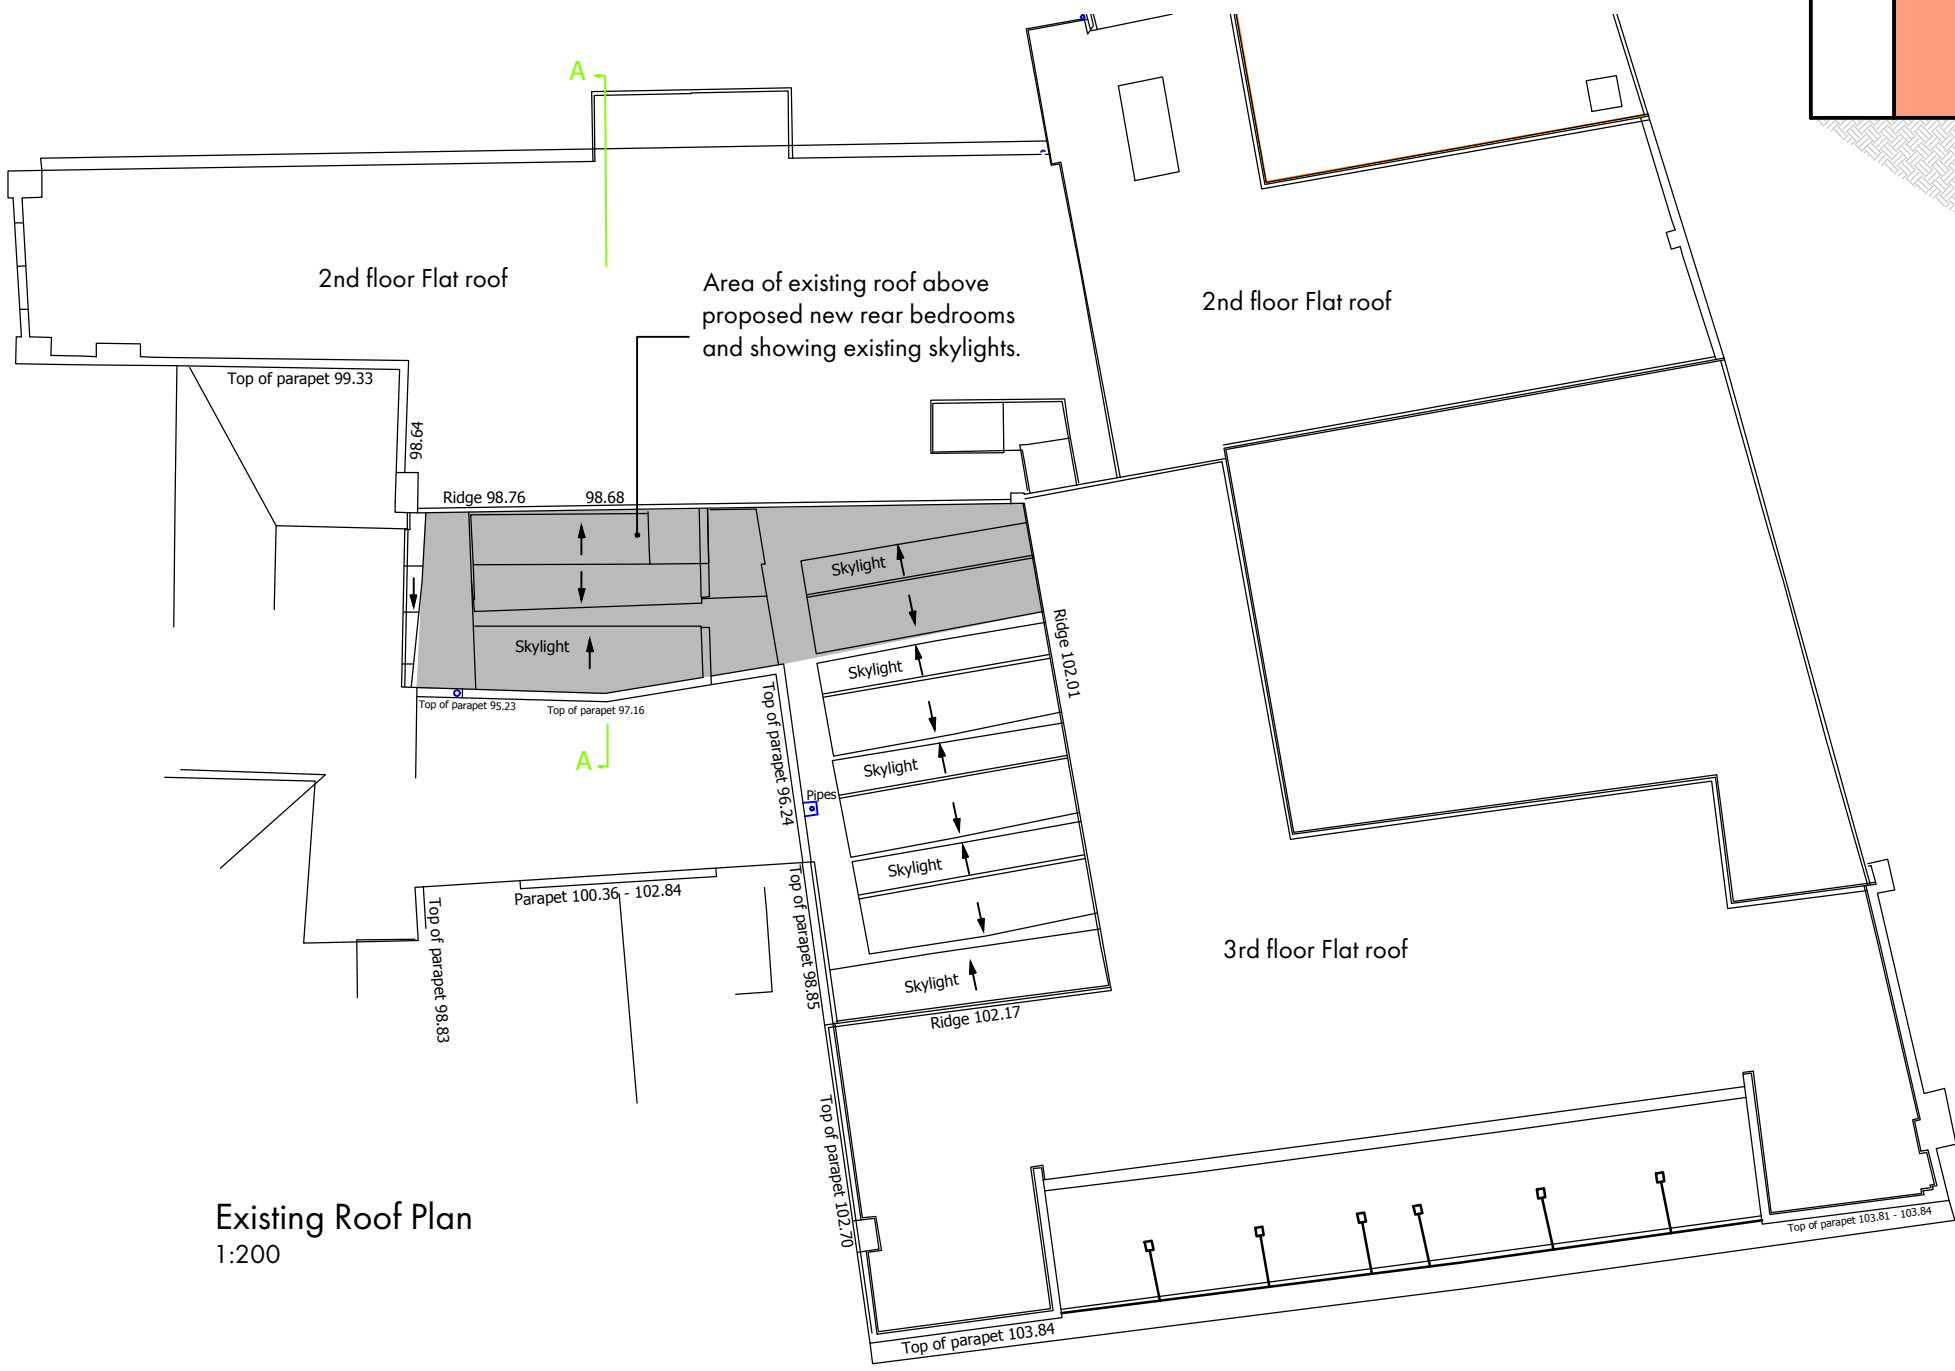 A
2nd floor Flat roof
Area of existing roof above
proposed new rear bedrooms
and showing existing skylights.
2nd floor Flat roof
Top of parapet 99.33
98.64
Ridge 98.76
98.68
Skylight
Skylight
Ridge 102.01
Skylight
Top of parapet 95.23
Top of parapet 97.16
Top of parapet 96.24
A
Skylight
Pipes
Skylight
Parapet 100.36 - 102.84
Top of parapet 98.83
Top of parapet 98.85
3rd floor Flat roof
Skylight
Ridge 102.17
Top of parapet 102.70
Existing Roof Plan
1:200
Top of parapet 103.81 - 103.84
Top of parapet 103.84